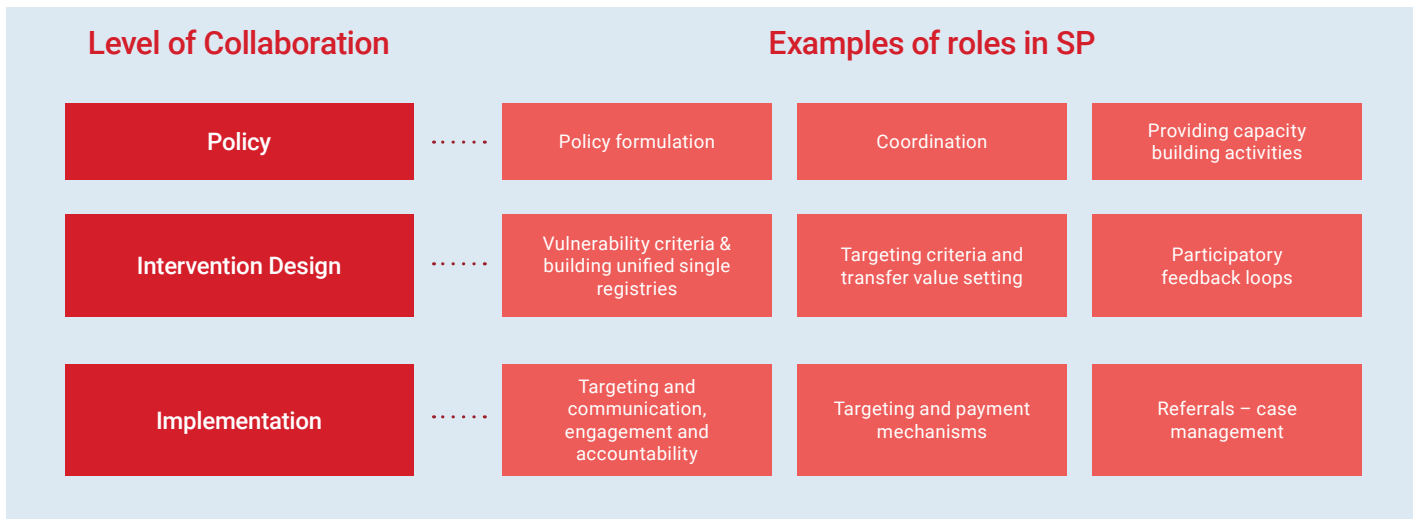 Level of Collaboration
Examples of roles in SP
Policy
Policy formulation
Coordination
Providing capacity
building activities
Intervention Design
Vulnerability criteria &
building unified single
registries
Targeting criteria and
transfer value setting
Participatory
feedback loops
Implementation
Targeting and
communication,
engagement and
accountability
Targeting and payment
mechanisms
Referrals – case
management